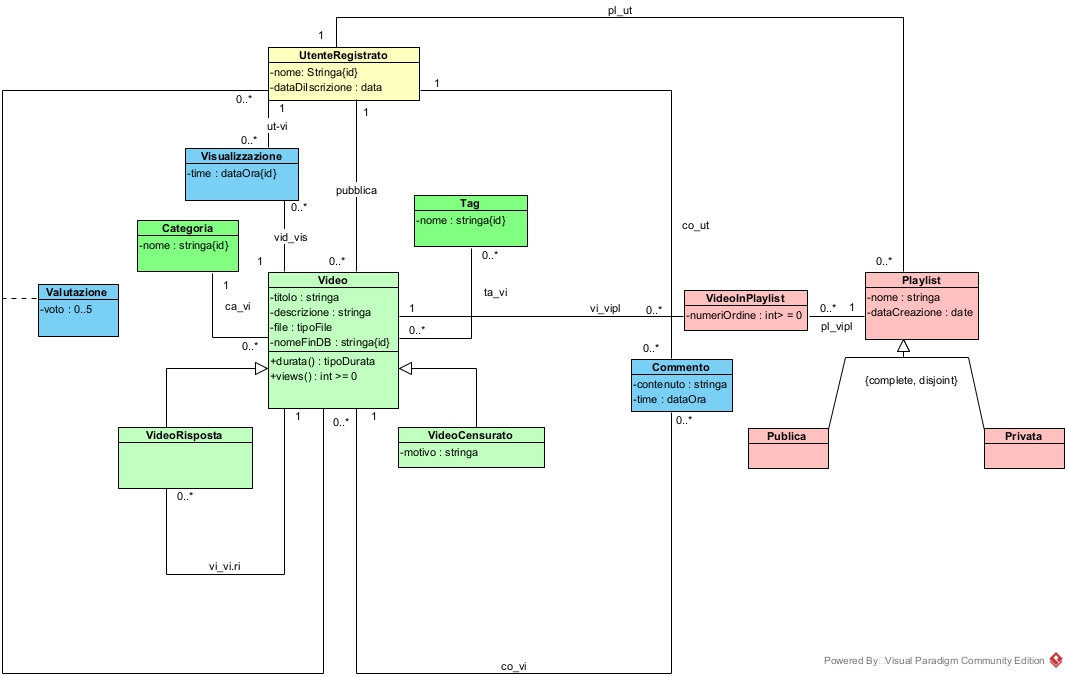 pl_ut
1
UtenteRegistrato
-nome: Stringa{id}
-dataDiIscrizione : data
1
0..*
1
1
ut-vi
0..*
Visualizzazione
-time : dataOra{id}
pubblica
0..*
Tag
-nome : stringa{id}
Categoria
-nome : stringa{id}
co_ut
vid_vis
1
0..*
0..*
0..*
Video
-titolo : stringa
-descrizione : stringa
-file : tipoFile
-nomeFinDB : stringa{id}
+durata() : tipoDurata
+views() : int >= 0
Playlist
-nome : stringa
-dataCreazione : date
1
Valutazione
-voto : 0..5
ta_vi
VideoInPlaylist
-numeriOrdine : int> = 0
ca_vi
1
vi_vipl
0..*
0..*
1
pl_vipl
0..*
0..*
0..*
Commento
-contenuto : stringa
-time : dataOra
{complete, disjoint}
1
0..*
1
0..*
VideoRisposta
VideoCensurato
-motivo : stringa
Publica
Privata
0..*
vi_vi.ri
co_vi
Powered By Visual Paradigm Community Edition